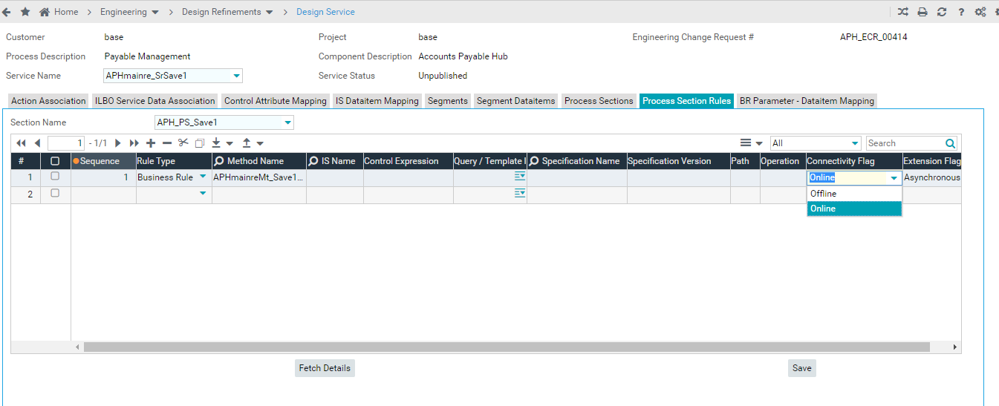 Home > Engineering > Design Refinements > Design Service ?
Customer base Project base Engineering Change Request # APH_ECR_00414
Process Description Payable Management Component Description Accounts Payable Hub
Service Name APHmainre_SrSave1 Service Status Unpublished
Action Association ILBO Service Data Association Control Attribute Mapping IS Dataitem Mapping Segments Segment Dataitems Process Sections Process Section Rules BR Parameter - Dataitem Mapping
Section Name APH_PS_Save1
1 - 1/1 All Search
# Sequence Rule Type Method Name IS Name Control Expression Query / Template I Specification Name Specification Version Path Operation Connectivity Flag Extension Flag
1 1 Business Rule APHmainreMt_Save1... Online Asynchronous
2 Offline
Online
Fetch Details Save